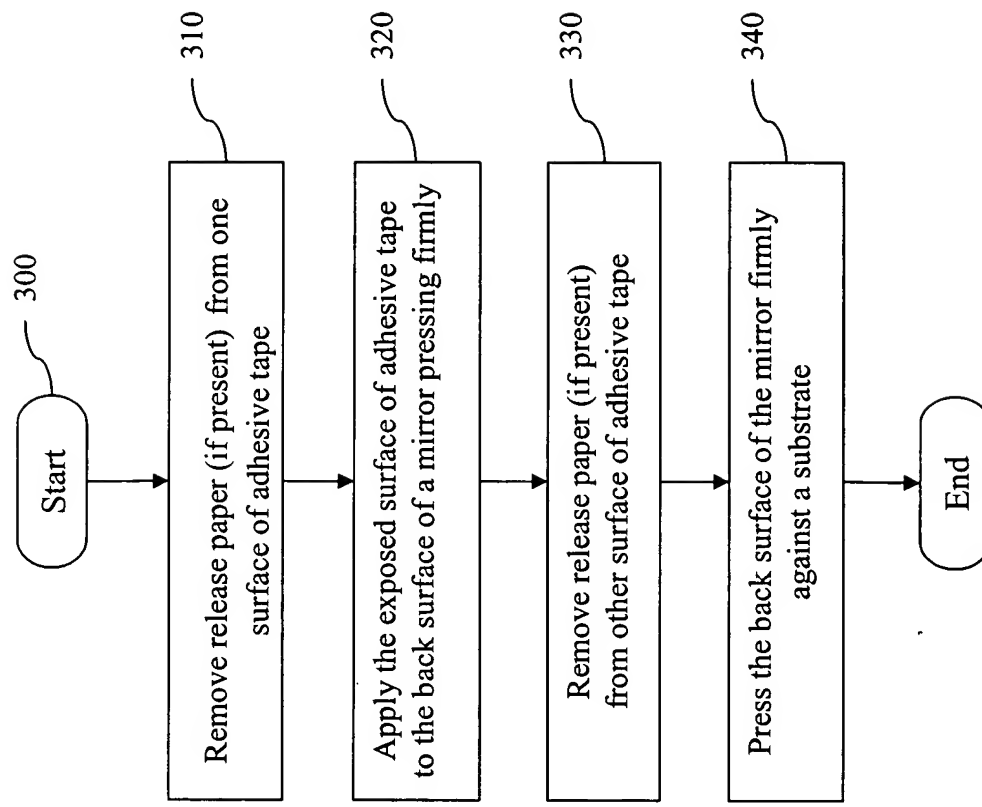 Start
300
Remove release paper (if present) from one
surface of adhesive tape
310
Apply the exposed surface of adhesive tape
to the back surface of a mirror pressing firmly
320
Remove release paper (if present)
from other surface of adhesive tape
330
Press the back surface of the mirror firmly
against a substrate
340
End